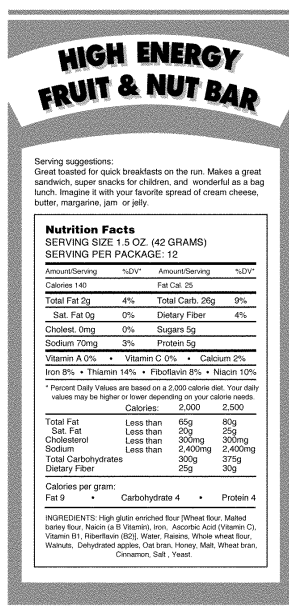 HIGH ENERGY
FRUIT & NUT BAR
Serving suggestions:
Great toasted for quick breakfasts on the run. Makes a great
sandwich, super snacks for children, and wonderful as a bag
lunch. Imagine it with your favorite spread of cream cheese,
butter, margarine, jam or jelly.
Nutrition Facts
SERVING SIZE 1.5 OZ. (42 GRAMS)
SERVING PER PACKAGE: 12
Amount/Serving %DV* Amount/Serving %DV*
Calories 140 Fat Cal. 25
Total Fat 2g 4% Total Carb. 26g 9%
Sat. Fat 0g 0% Dietary Fiber 4%
Cholest. 0mg 0% Sugars 5g
Sodium 70mg 3% Protein 5g
Vitamin A 0% • Vitamin C 0% • Calcium 2%
Iron 8% • Thiamin 14% • Fiboflavin 8% • Niacin 10%
* Percent Daily Values are based on a 2,000 calorie diet. Your daily
values may be higher or lower depending on your calorie needs.
Calories: 2,000 2,500
Total Fat Less than 65g 80g
Sat. Fat Less than 20g 25g
Cholesterol Less than 300mg 300mg
Sodium Less than 2,400mg 2,400mg
Total Carbohydrates 300g 375g
Dietary Fiber 25g 30g
Calories per gram:
Fat 9 • Carbohydrate 4 • Protein 4
INGREDIENTS: High glutin enriched flour [Wheat flour, Malted
barley flour, Naicin (a B Vitamin), Iron, Ascorbic Acid (Vitamin C),
Vitamin B1, Riberflavin (B2)], Water, Raisins, Whole wheat flour,
Walnuts, Dehydrated apples, Oat bran, Honey, Malt, Wheat bran,
Cinnamon, Salt , Yeast.